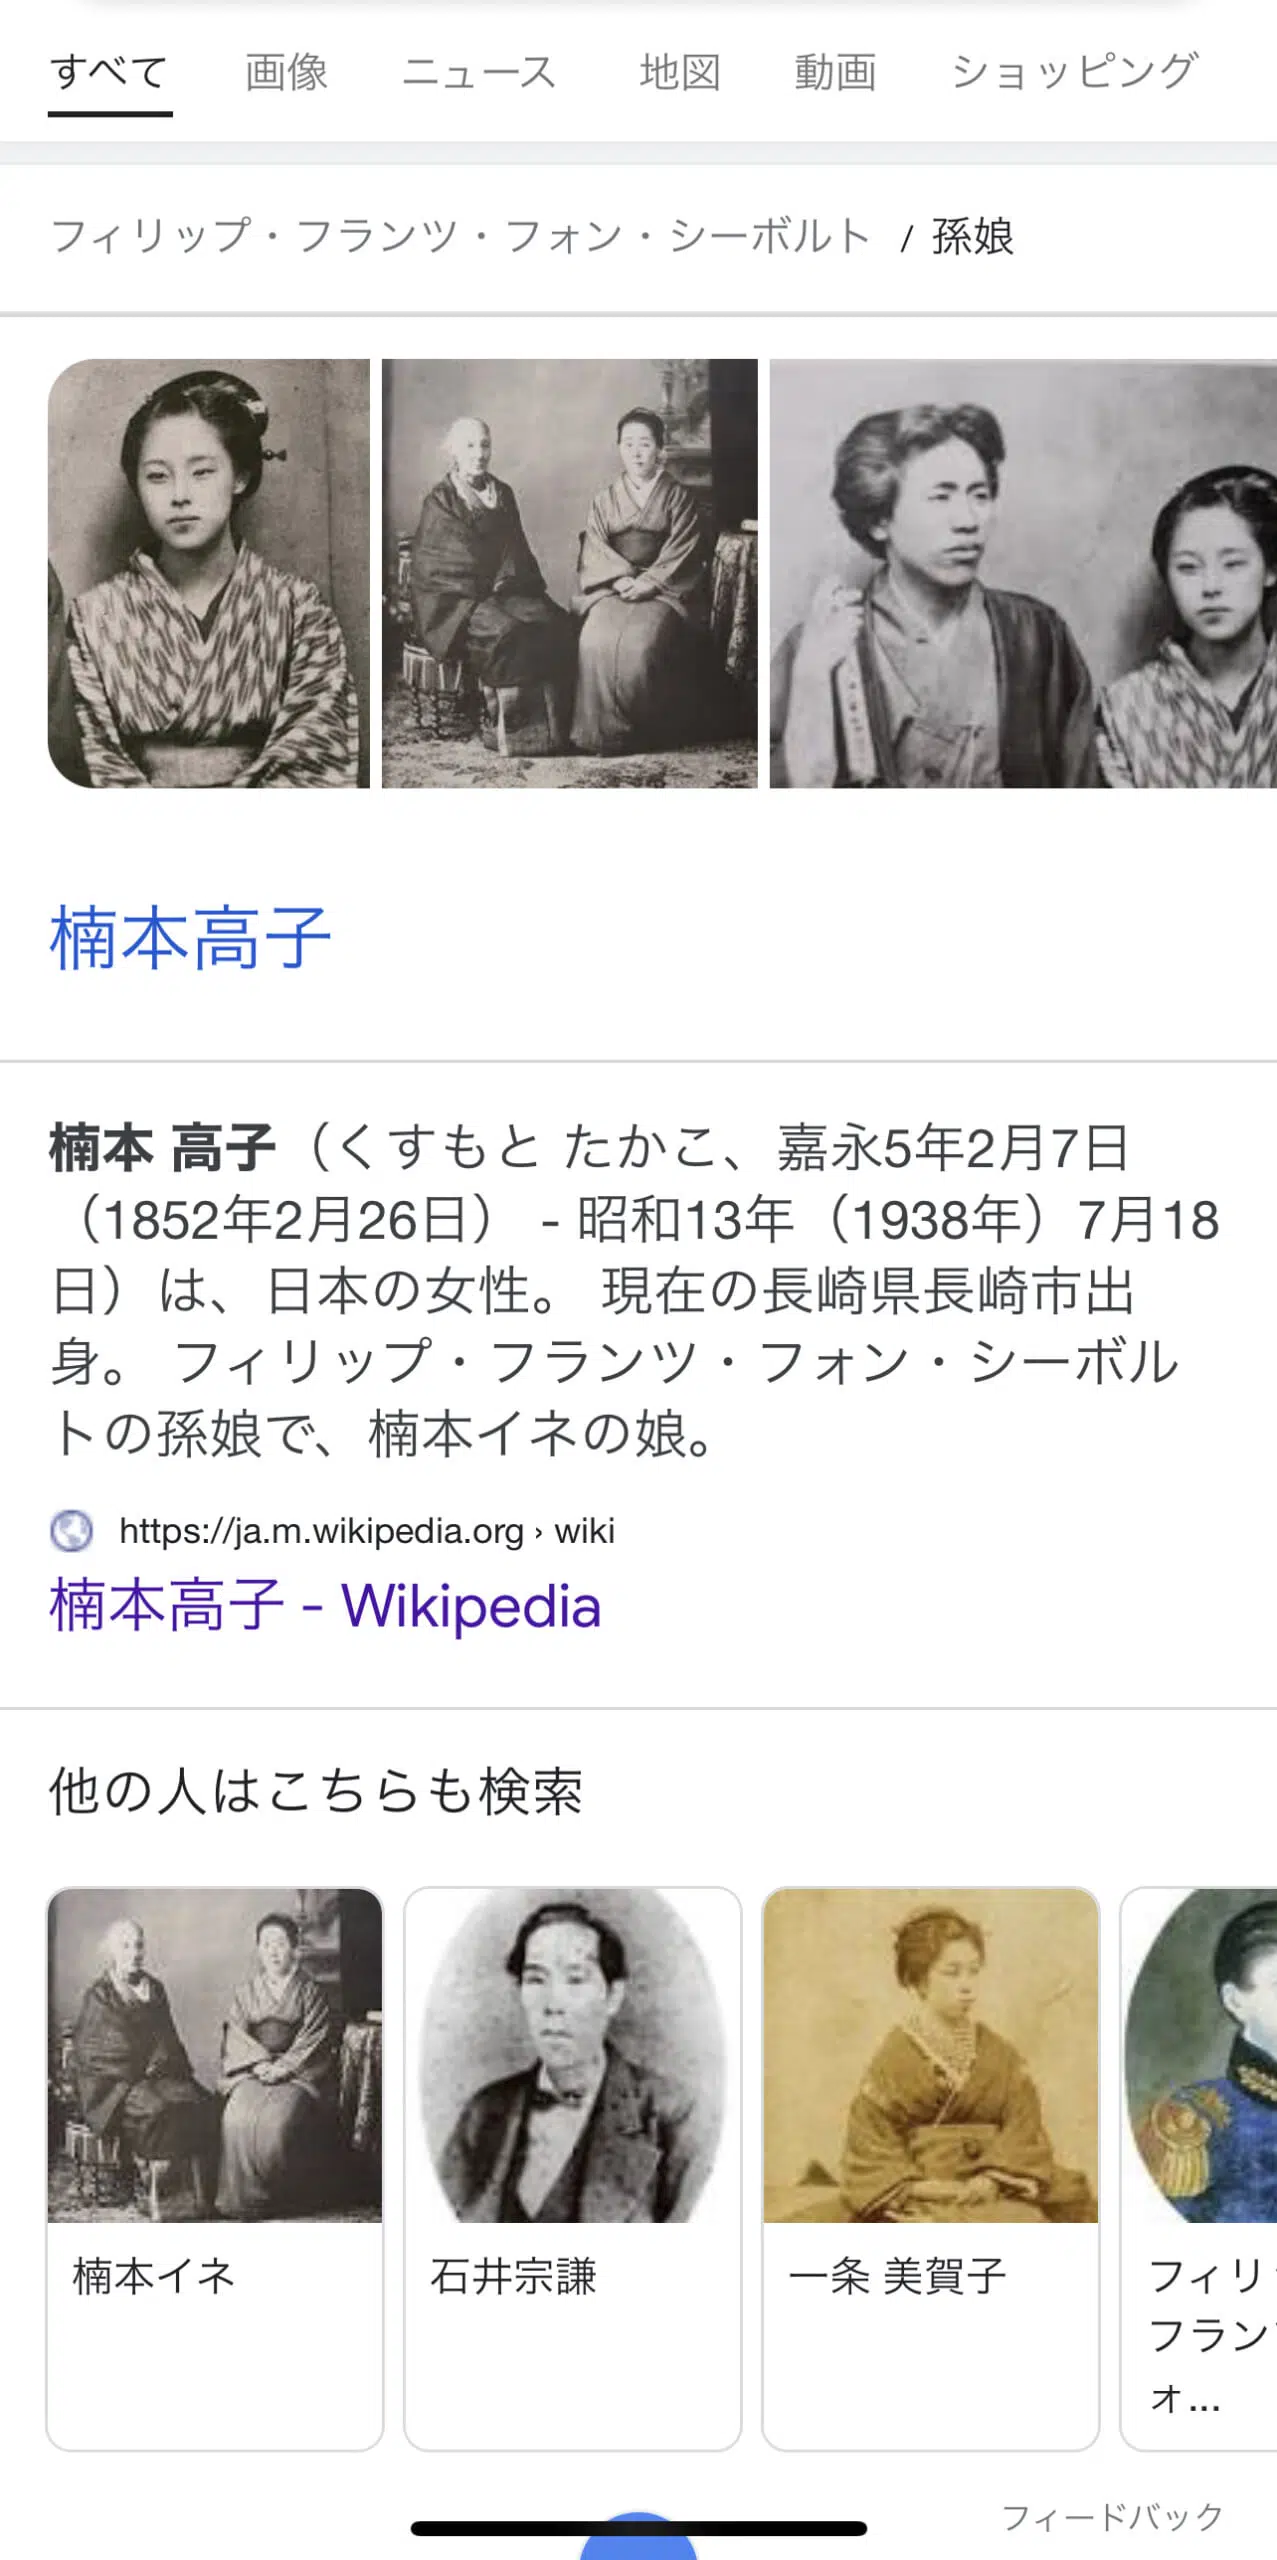 すべて 画像 ニュース 地図 動画 ショッピング
フィリップ・フランツ・フォン・シーボルト / 孫娘
楠本高子
楠本 高子（くすもと たかこ、嘉永5年2月7日
（1852年2月26日） - 昭和13年（1938年）7月18
日）は、日本の女性。 現在の長崎県長崎市出
身。 フィリップ・フランツ・フォン・シーボル
トの孫娘で、楠本イネの娘。
https://ja.m.wikipedia.org › wiki
楠本高子 - Wikipedia
他の人はこちらも検索
楠本イネ
石井宗謙
一条 美賀子
フィリ
フラン
ォ...
フィードバック